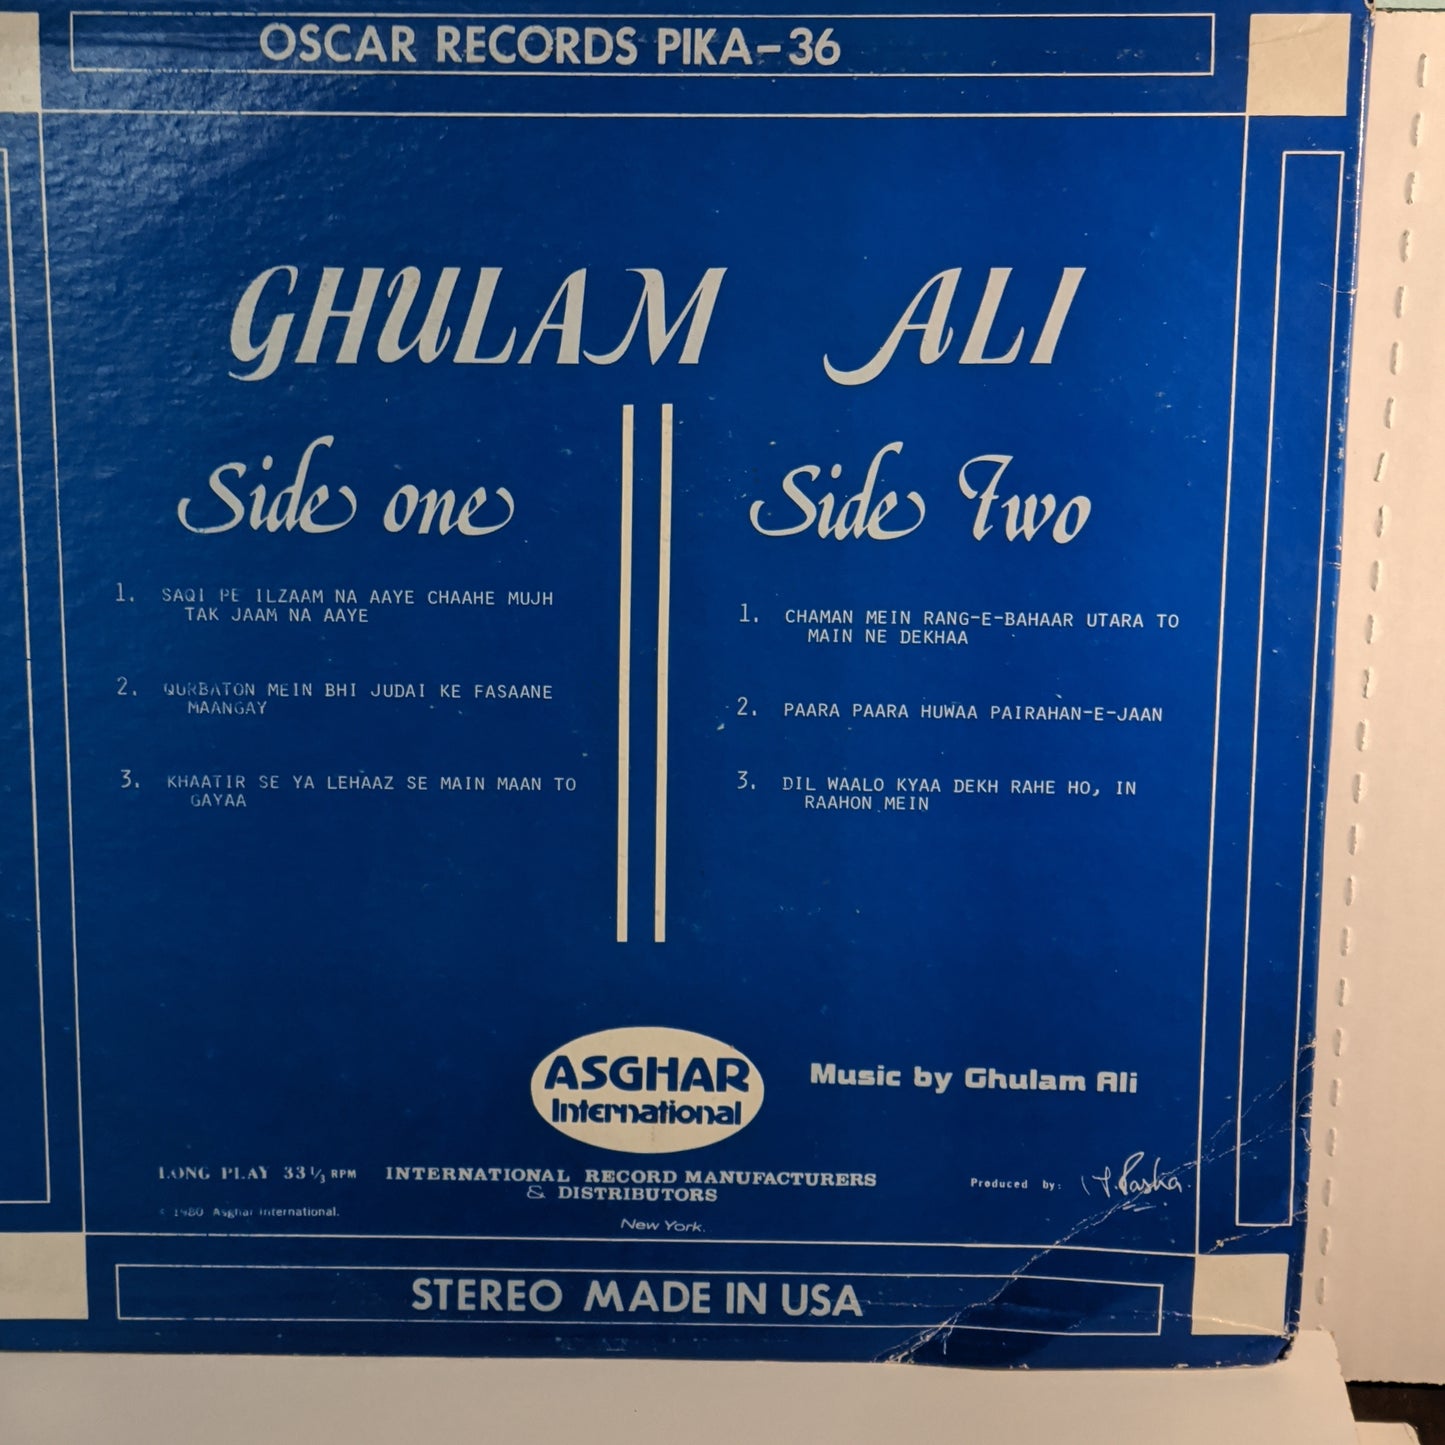 OSCAR RECORDS PIKA-36
GHULAM ALI
Side one
1. SAQI PE ILZAAM NA AAYE CHAAHE MUJH
TAK JAAM NA AAYE
2. QURBATON MEIN BHI JUDAI KE FASAANE
MAANGAY
3. KHAATIR SE YA LEHAAZ SE MAIN MAAN TO
GAYAA
Side Two
1. CHAMAN MEIN RANG-E-BAHAAR UTARA TO
MAIN NE DEKHAA
2. PAARA PAARA HUWAA PAIRAHAN-E-JAAN
3. DIL WAALO KYAA DEKH RAHE HO, IN
RAAHON MEIN
ASGHAR
International
Music by Ghulam Ali
LONG PLAY 33 1/3 RPM
© 1980 Asghar International.
INTERNATIONAL RECORD MANUFACTURERS
& DISTRIBUTORS
New York.
Produced by:
STEREO MADE IN USA